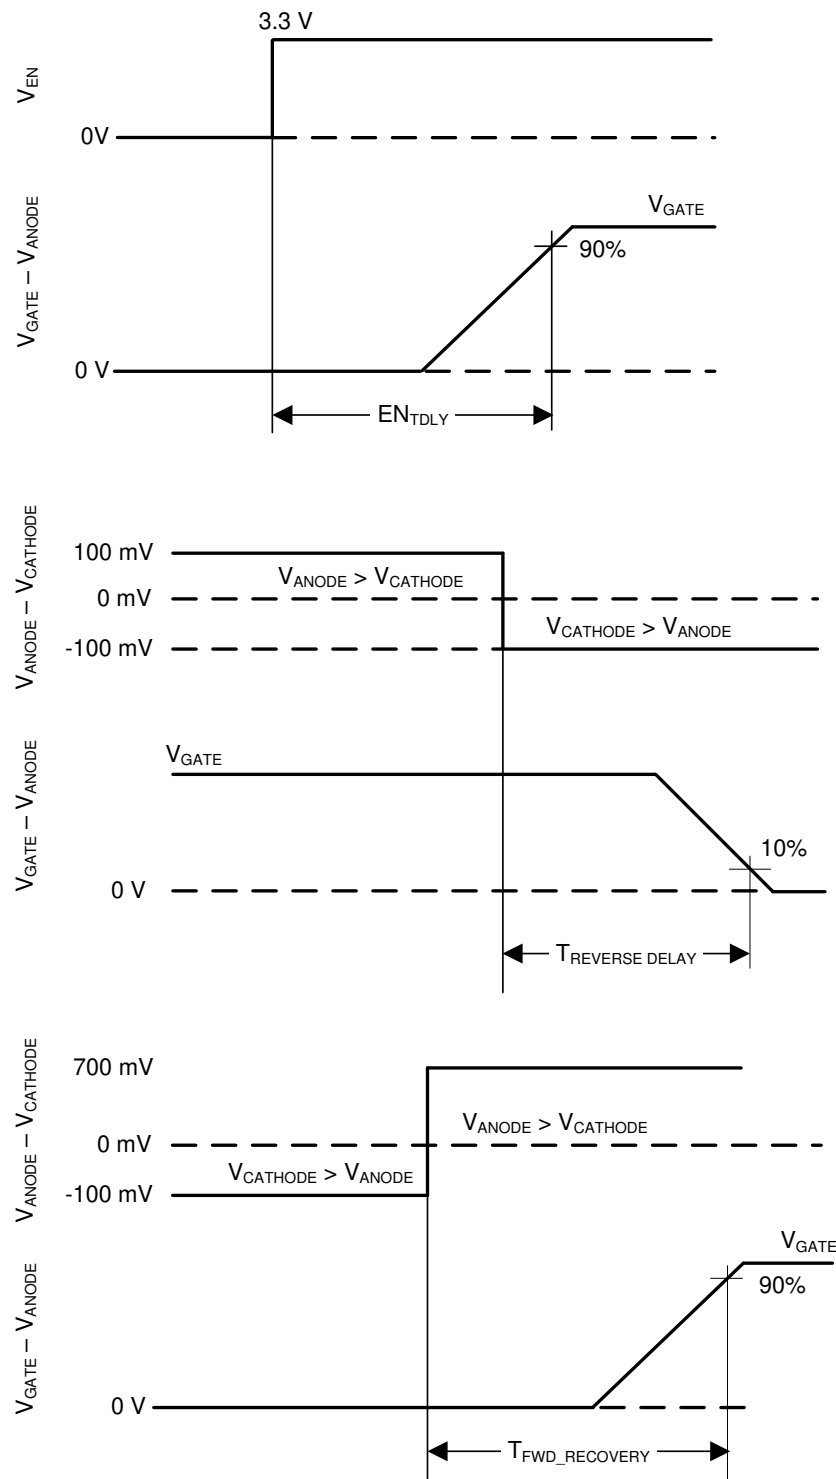 3.3 V
VEN
0V
VGATE – VANODE
VGATE
90%
0 V
ENTDLY
VANODE – VCATHODE
100 mV
VANODE > VCATHODE
0 mV
VCATHODE > VANODE
-100 mV
VGATE – VANODE
VGATE
10%
0 V
TREVERSE DELAY
VANODE – VCATHODE
700 mV
VANODE > VCATHODE
0 mV
VCATHODE > VANODE
-100 mV
VGATE – VANODE
VGATE
90%
0 V
TFWD_RECOVERY